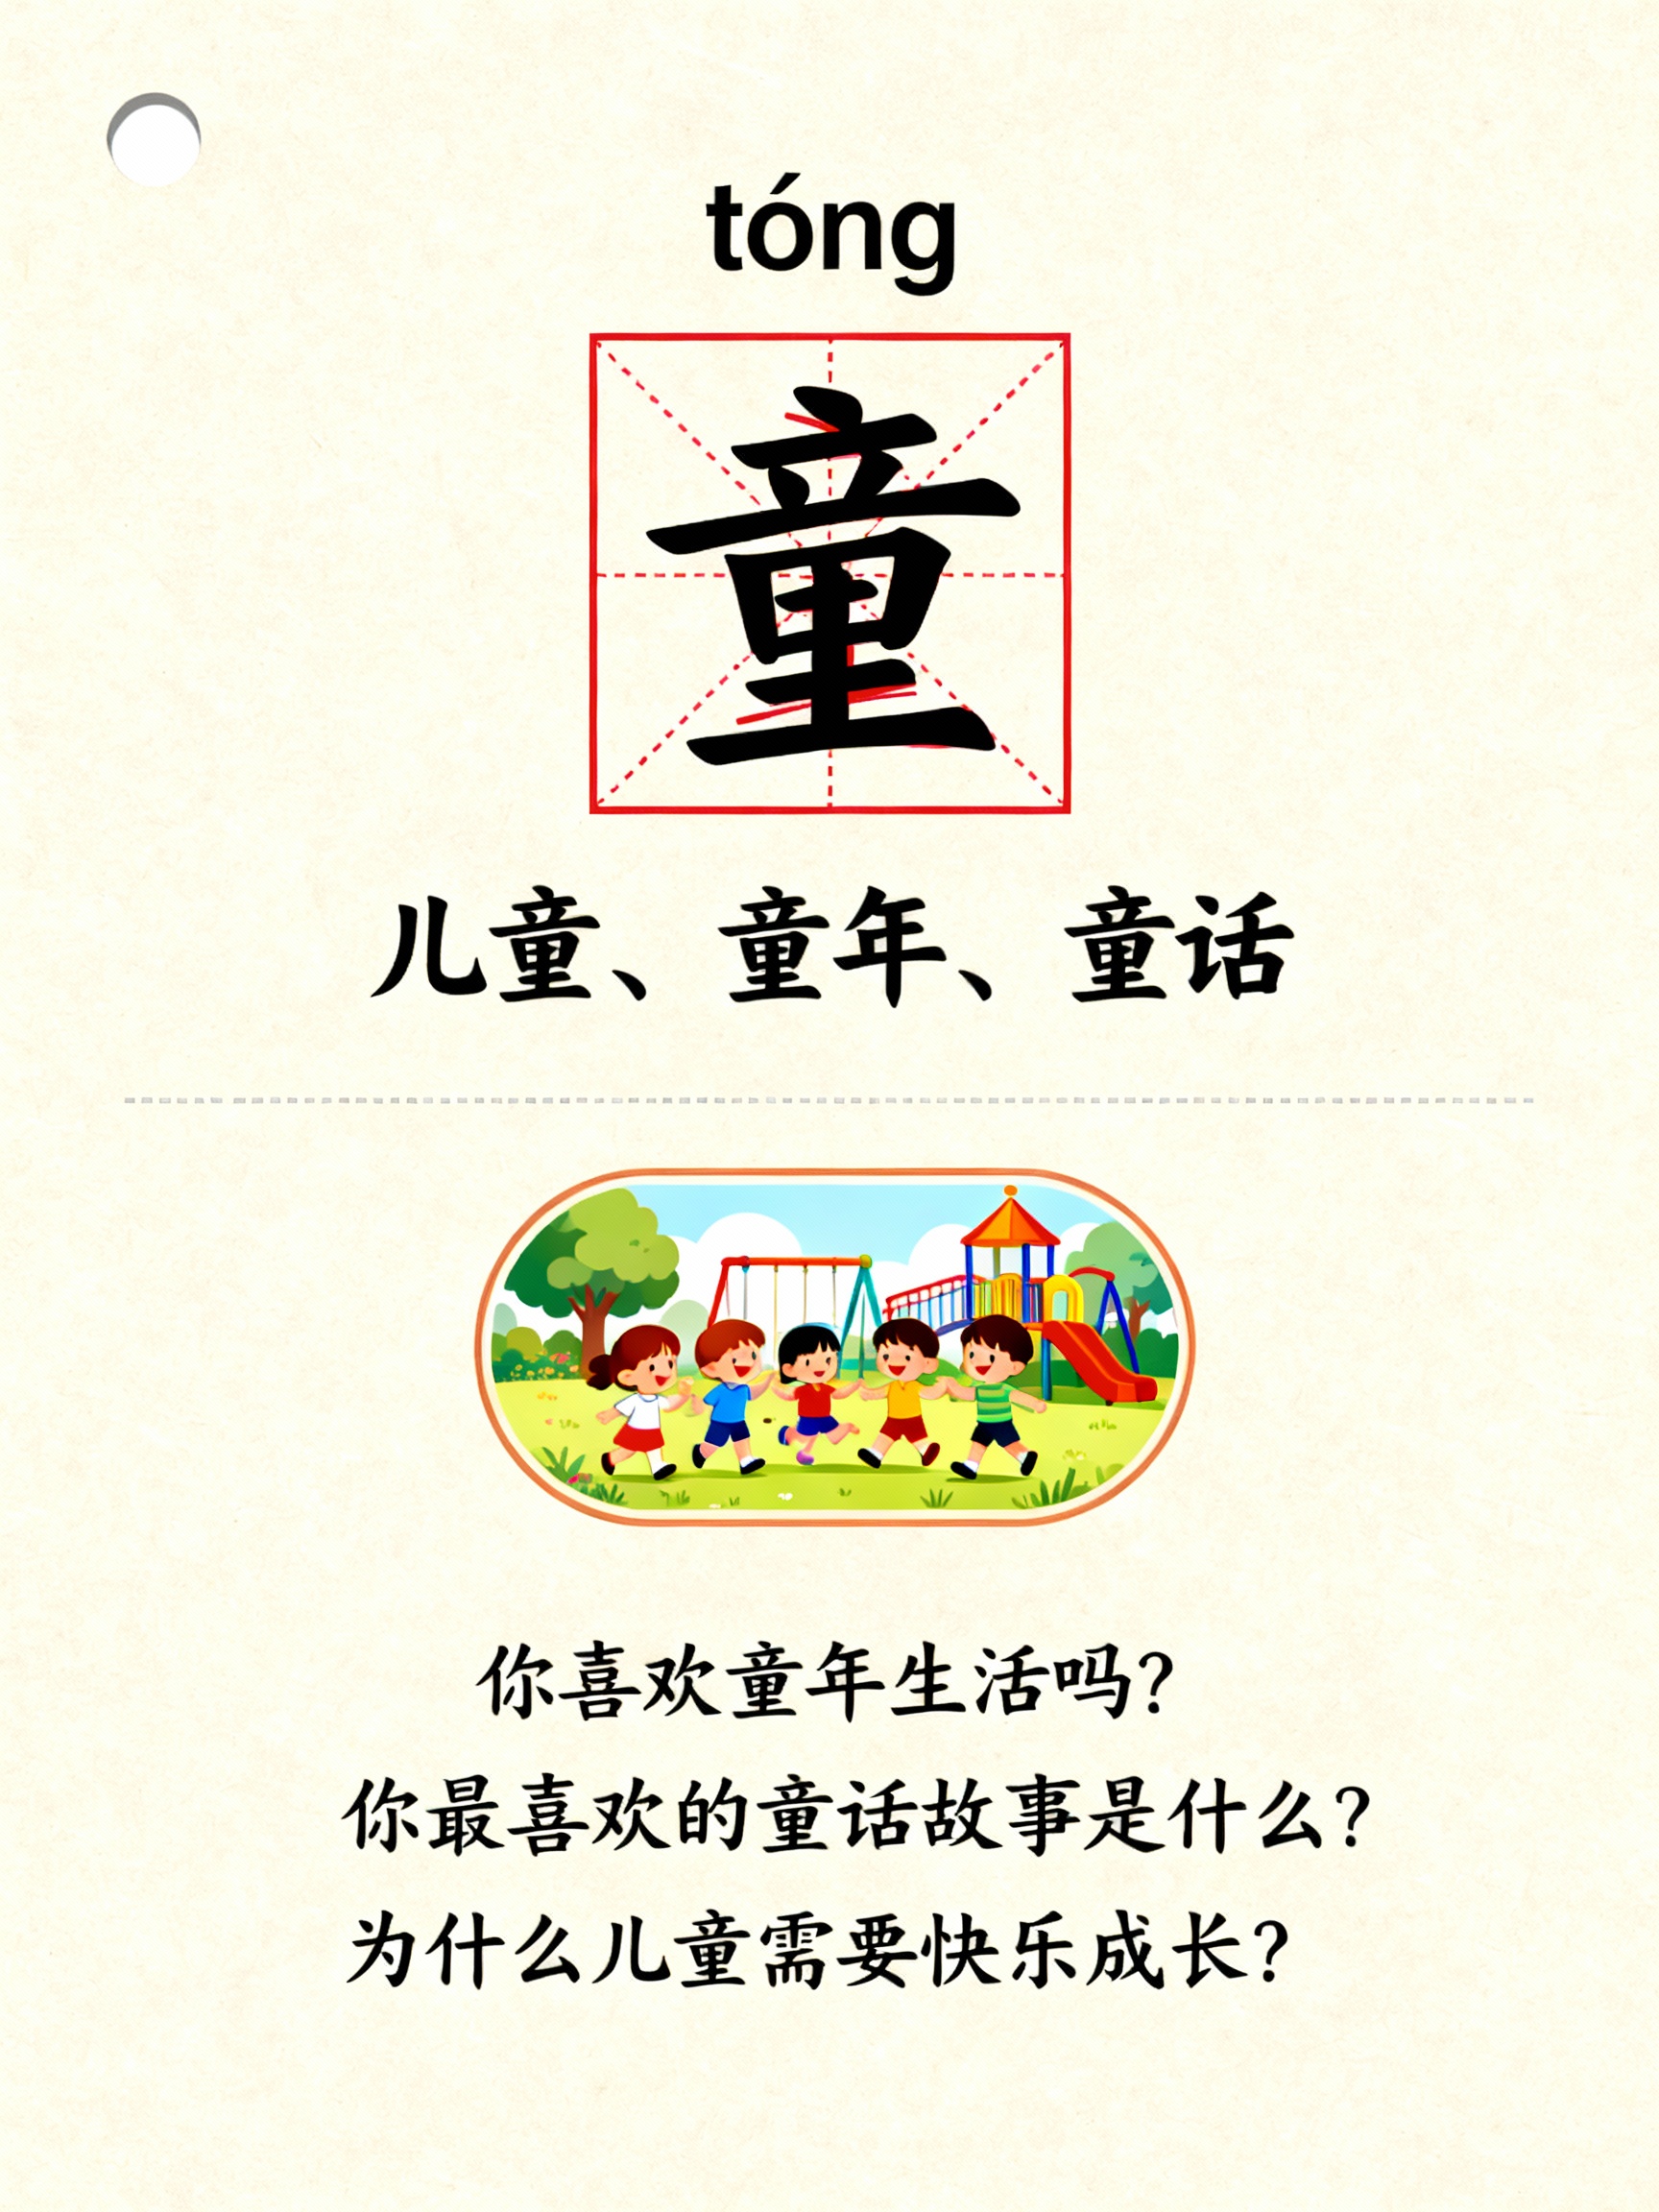 tóng
童
儿童、童年、童话
你喜欢童年生活吗？
你最喜欢的童话故事是什么？
为什么儿童需要快乐成长？